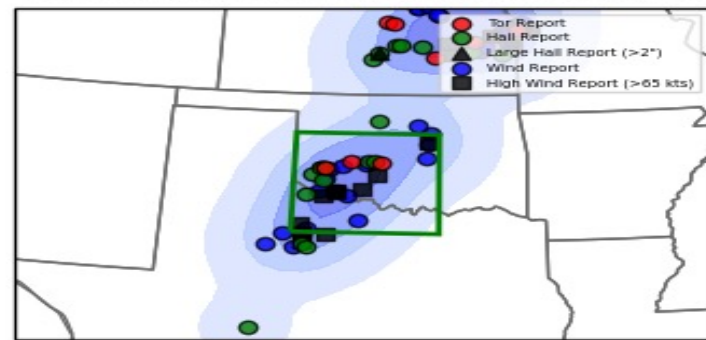 Tor Report
Hail Report
Large Hail Report (>2")
Wind Report
High Wind Report (>65 kts)